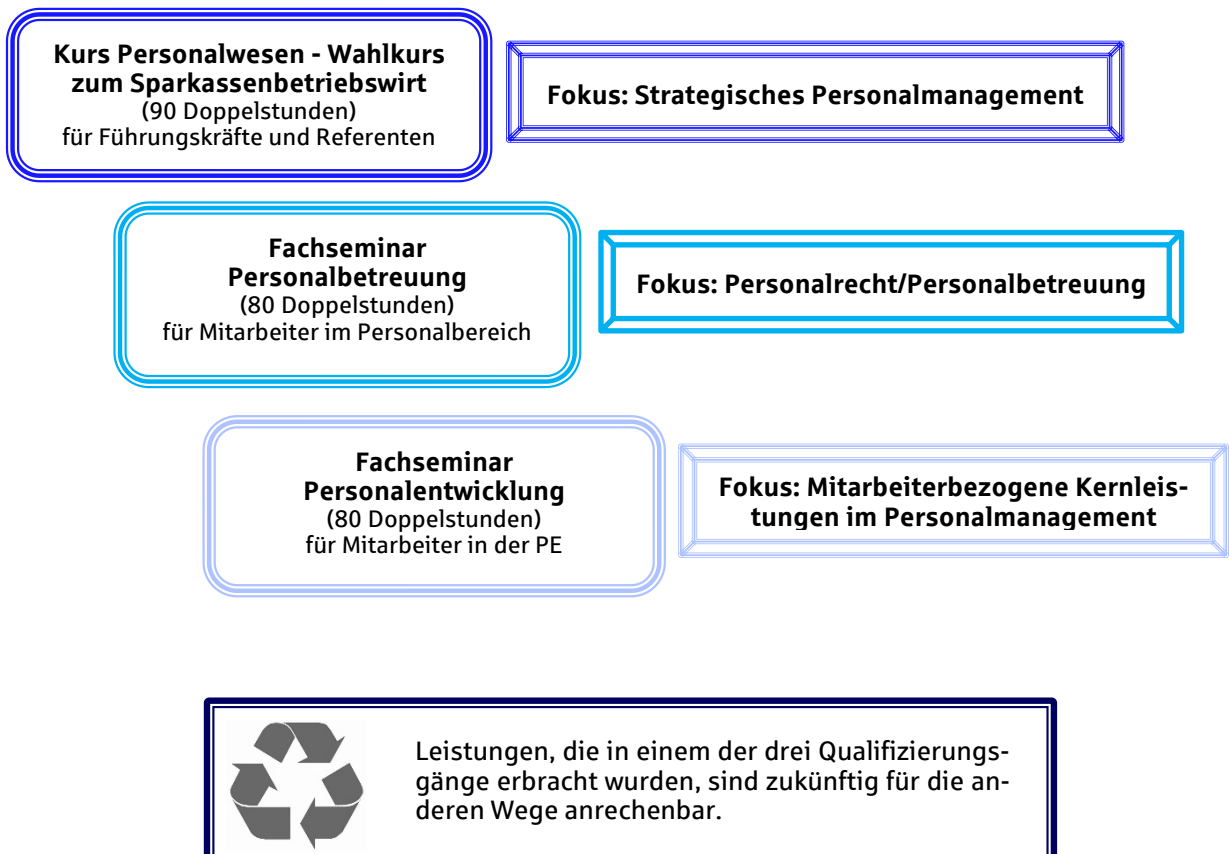 Kurs Personalwesen - Wahlkurs
zum Sparkassenbetriebswirt
(90 Doppelstunden)
für Führungskräfte und Referenten
Fokus: Strategisches Personalmanagement
Fachseminar
Personalbetreuung
(80 Doppelstunden)
für Mitarbeiter im Personalbereich
Fokus: Personalrecht/Personalbetreuung
Fachseminar
Personalentwicklung
(80 Doppelstunden)
für Mitarbeiter in der PE
Fokus: Mitarbeiterbezogene Kernleis-
tungen im Personalmanagement
Leistungen, die in einem der drei Qualifizierungs-
gänge erbracht wurden, sind zukünftig für die an-
deren Wege anrechenbar.